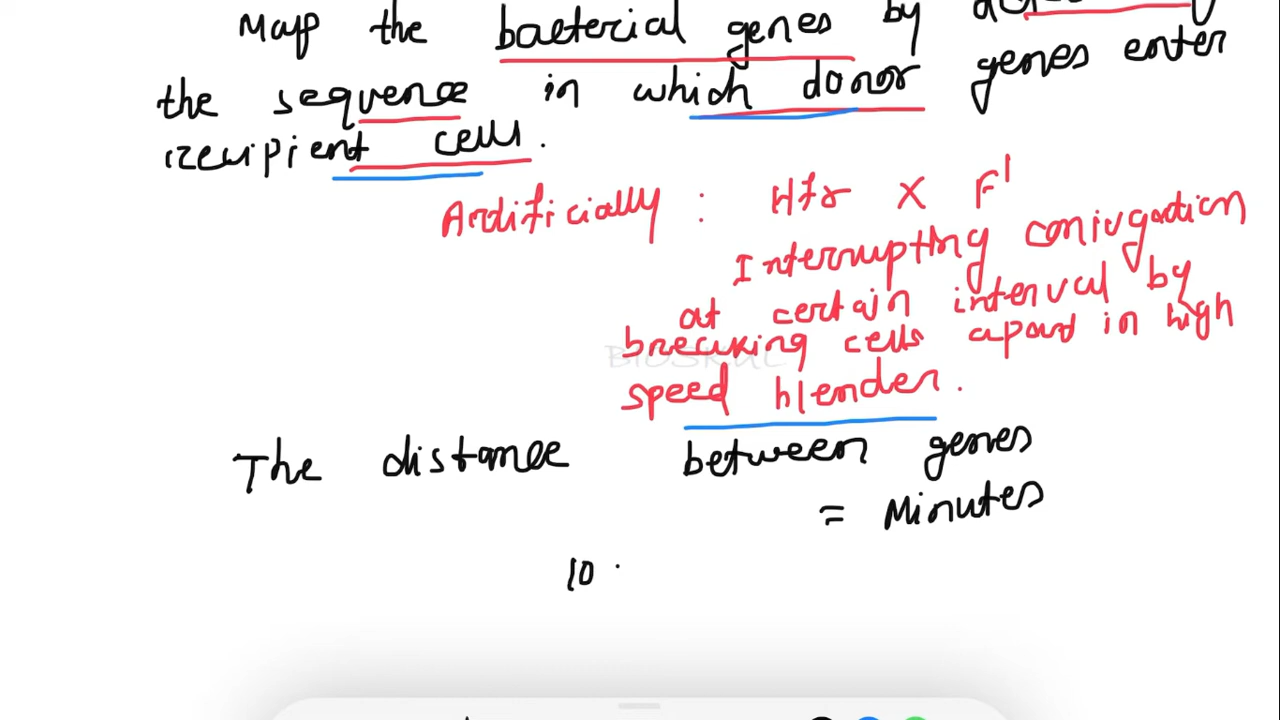 Map the bacterial genes by
the sequence in which donor genes enter
recipient cells.
Artificially : Hfr X F'
Interrupting conjugation
at certain interval by
breaking cells apart in high
BIOSKUL
speed blender.
The distance between genes
= Minutes
10